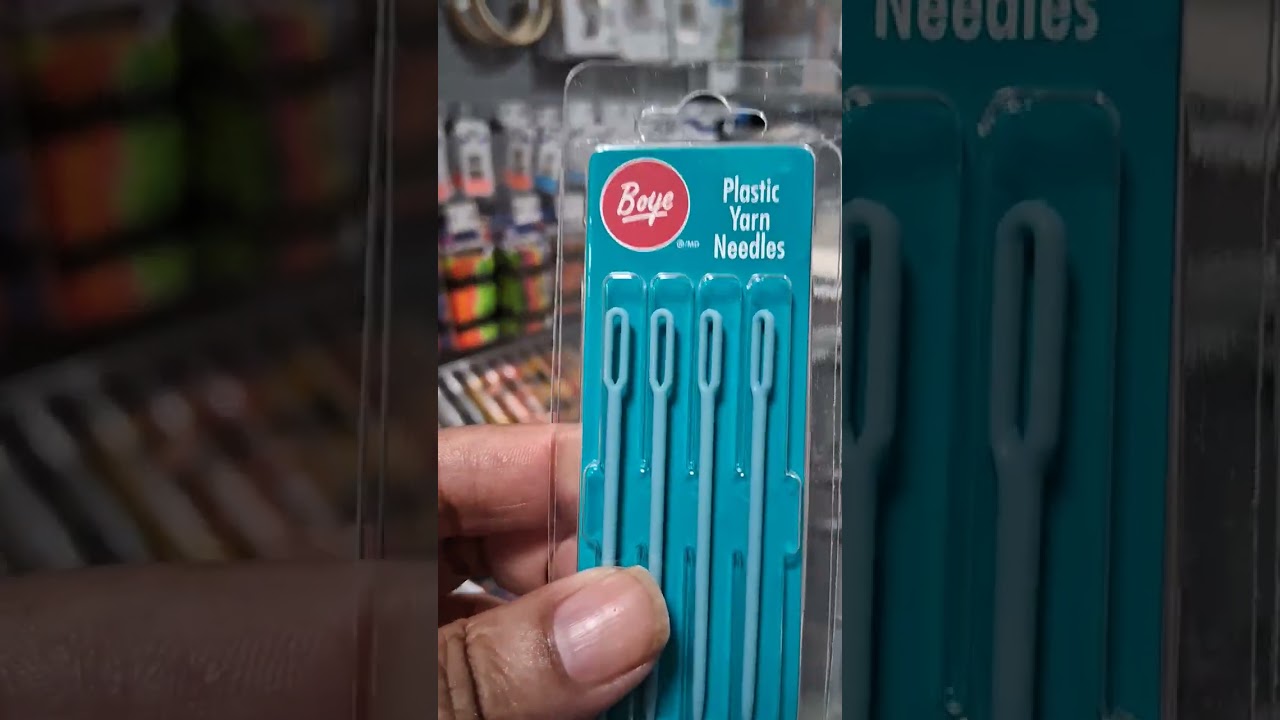 Boye
®/MD
Plastic
Yarn
Needles
Needles